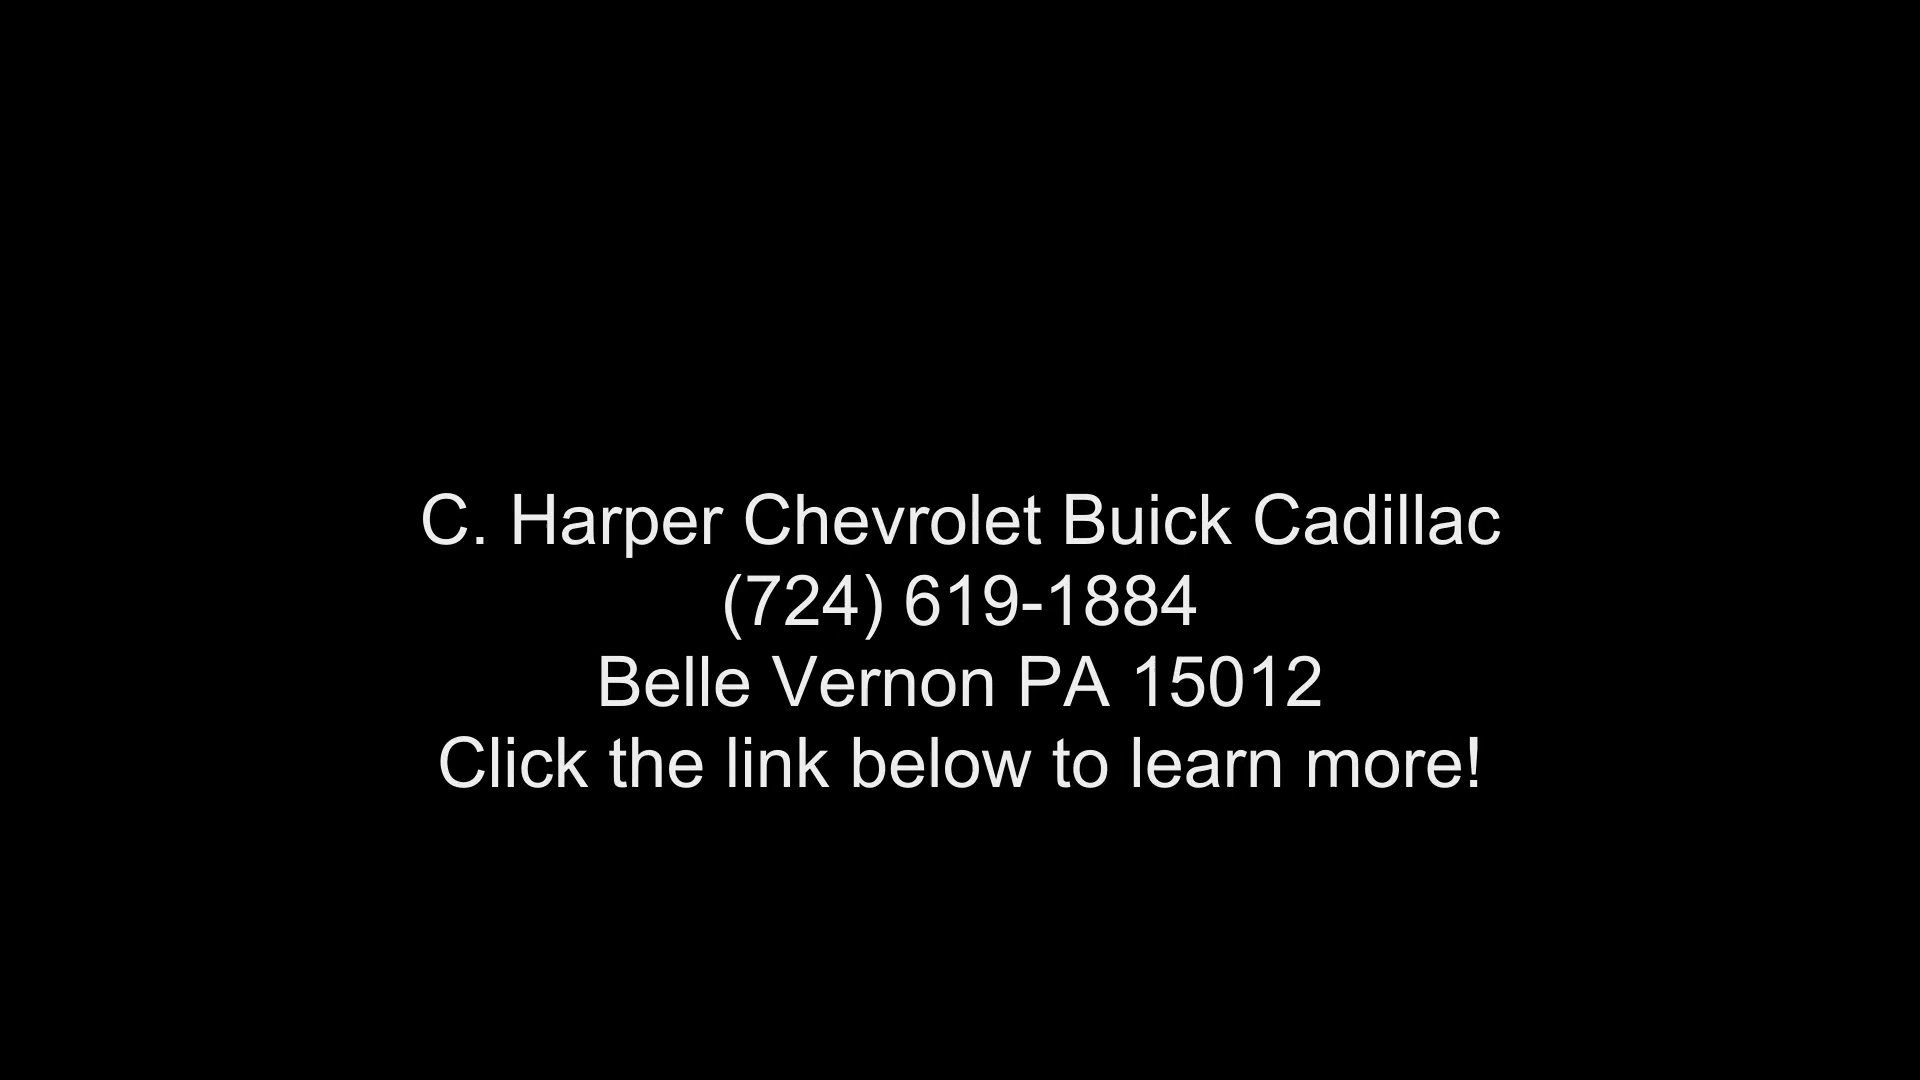 C. Harper Chevrolet Buick Cadillac
(724) 619-1884
Belle Vernon PA 15012
Click the link below to learn more!